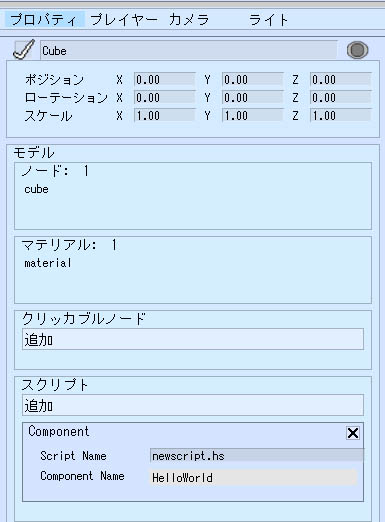 プロパティ プレイヤー カメラ ライト
Cube
ポジション X 0.00 Y 0.00 Z 0.00
ローテーション X 0.00 Y 0.00 Z 0.00
スケール X 1.00 Y 1.00 Z 1.00
モデル
ノード: 1
cube
マテリアル: 1
material
クリッカブルノード
追加
スクリプト
追加
Component
Script Name newscript.hs
Component Name HelloWorld